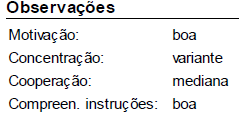 Observações
Motivação: boa
Concentração: variante
Cooperação: mediana
Compreen. instruções: boa